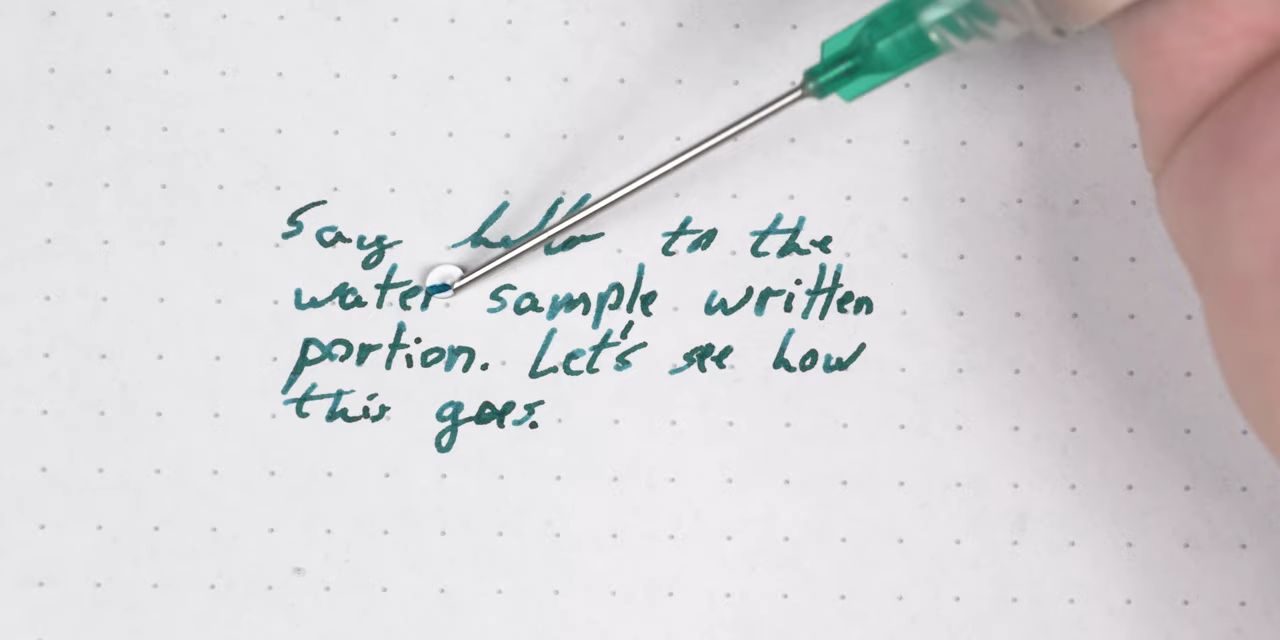 Say hello to the
water sample written
portion. Let's see how
this goes.